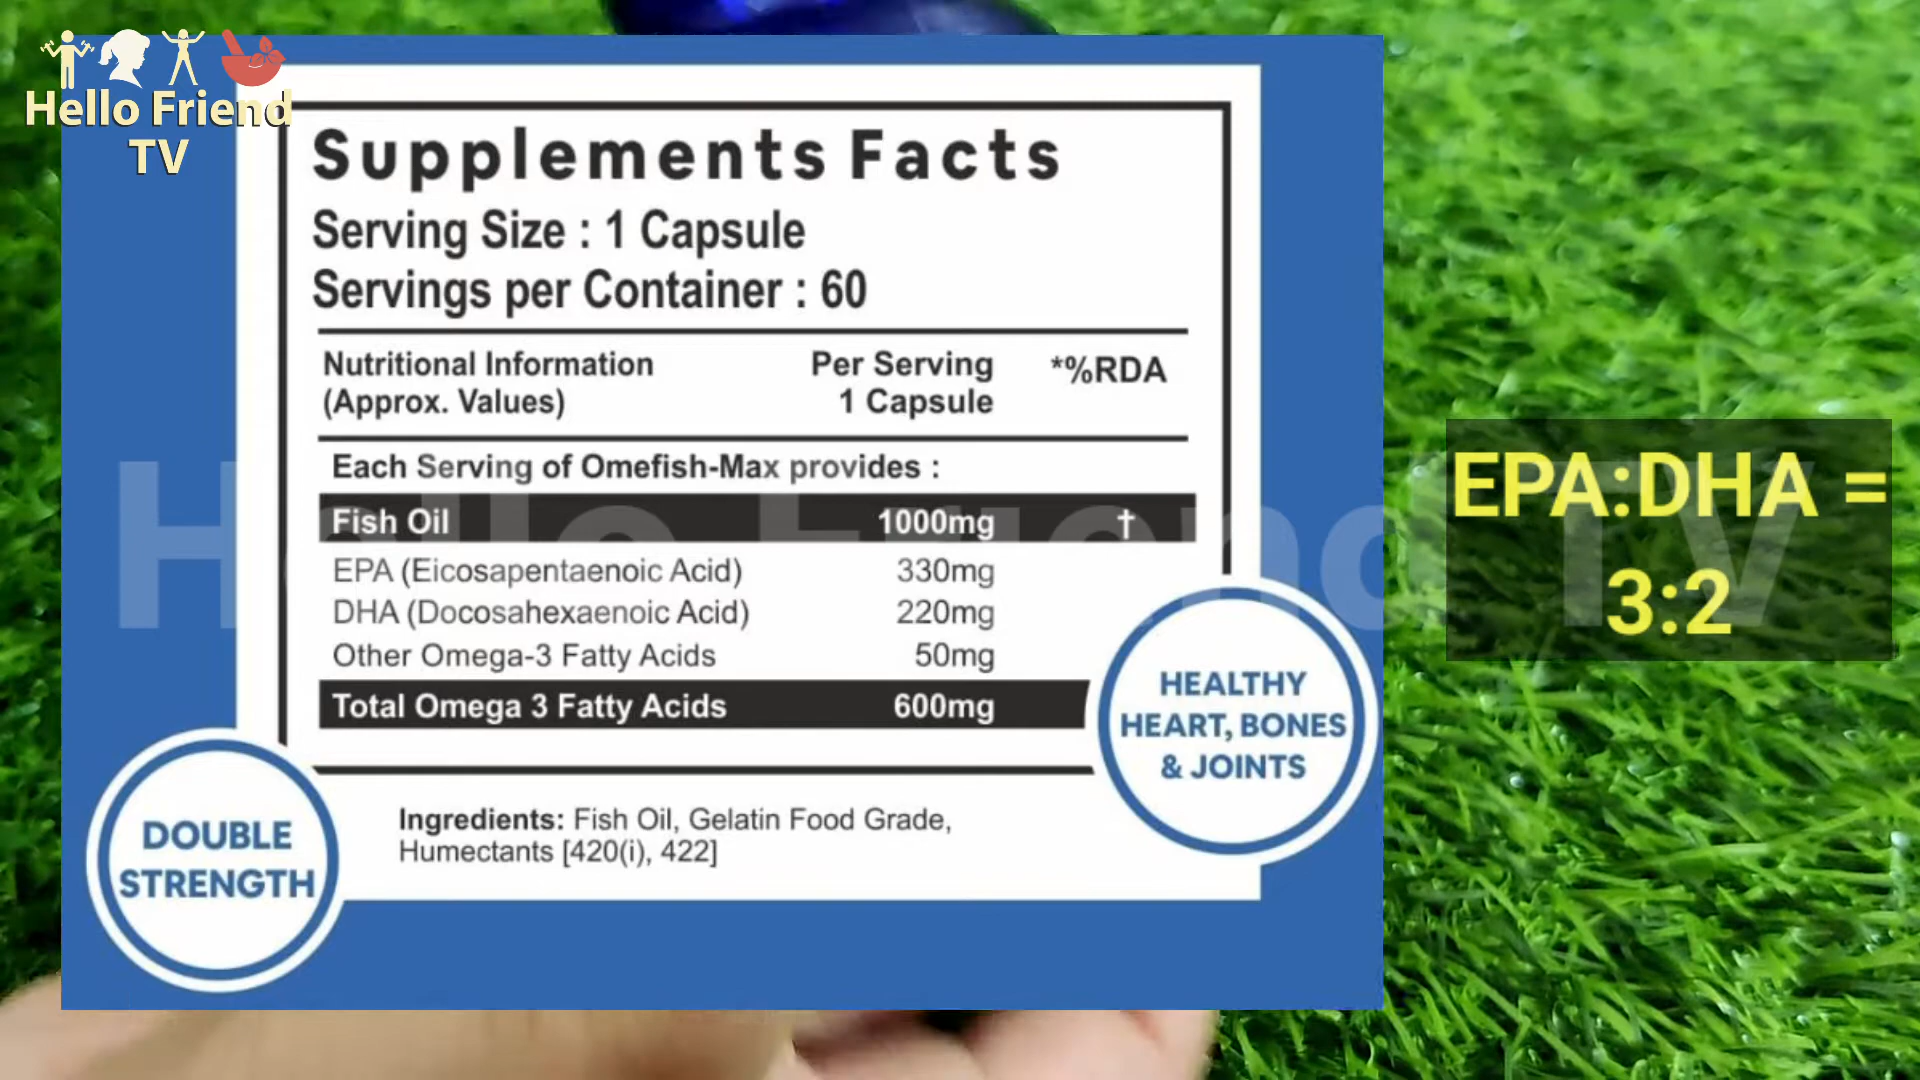 Hello Friend
TV
Supplements Facts
Serving Size : 1 Capsule
Servings per Container : 60
Nutritional Information
(Approx. Values)
Per Serving
1 Capsule
*%RDA
Each Serving of Omefish-Max provides :
Fish Oil 1000mg †
EPA (Eicosapentaenoic Acid) 330mg
DHA (Docosahexaenoic Acid) 220mg
Other Omega-3 Fatty Acids 50mg
Total Omega 3 Fatty Acids 600mg
Ingredients: Fish Oil, Gelatin Food Grade,
Humectants [420(i), 422]
DOUBLE
STRENGTH
HEALTHY
HEART, BONES
& JOINTS
EPA:DHA =
3:2
Hello Friend TV